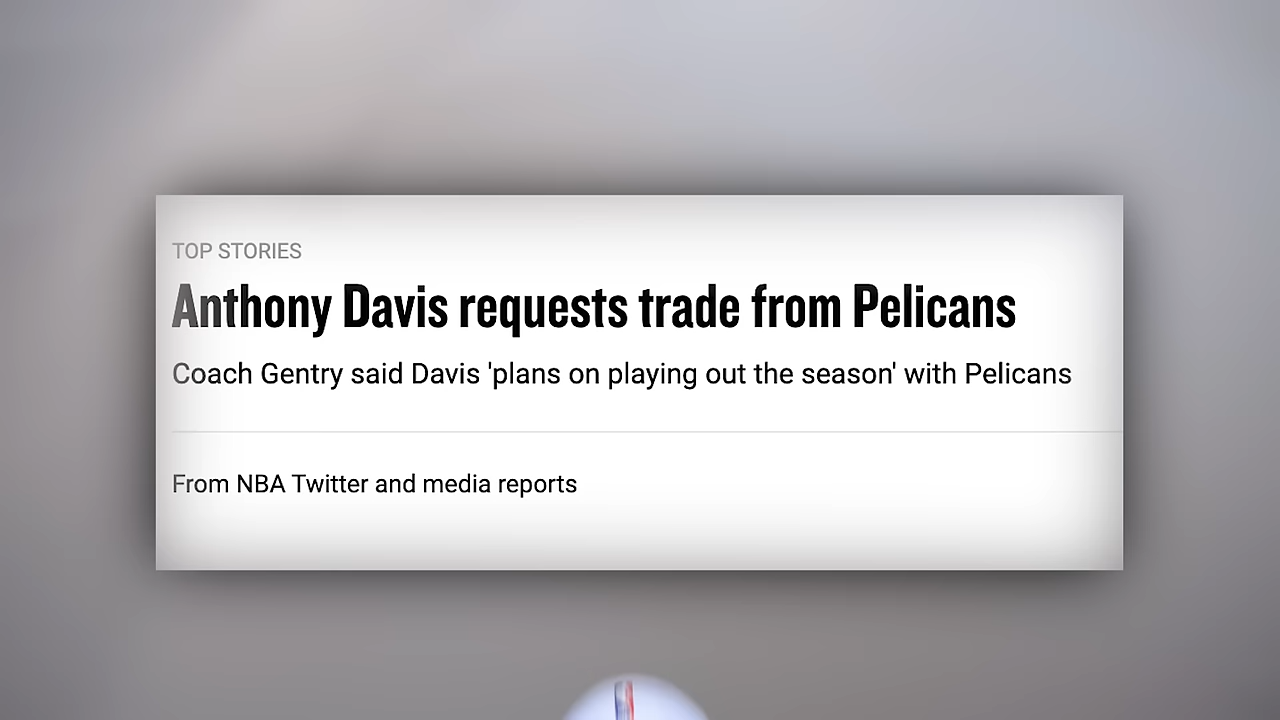 TOP STORIES
Anthony Davis requests trade from Pelicans
Coach Gentry said Davis 'plans on playing out the season' with Pelicans
From NBA Twitter and media reports